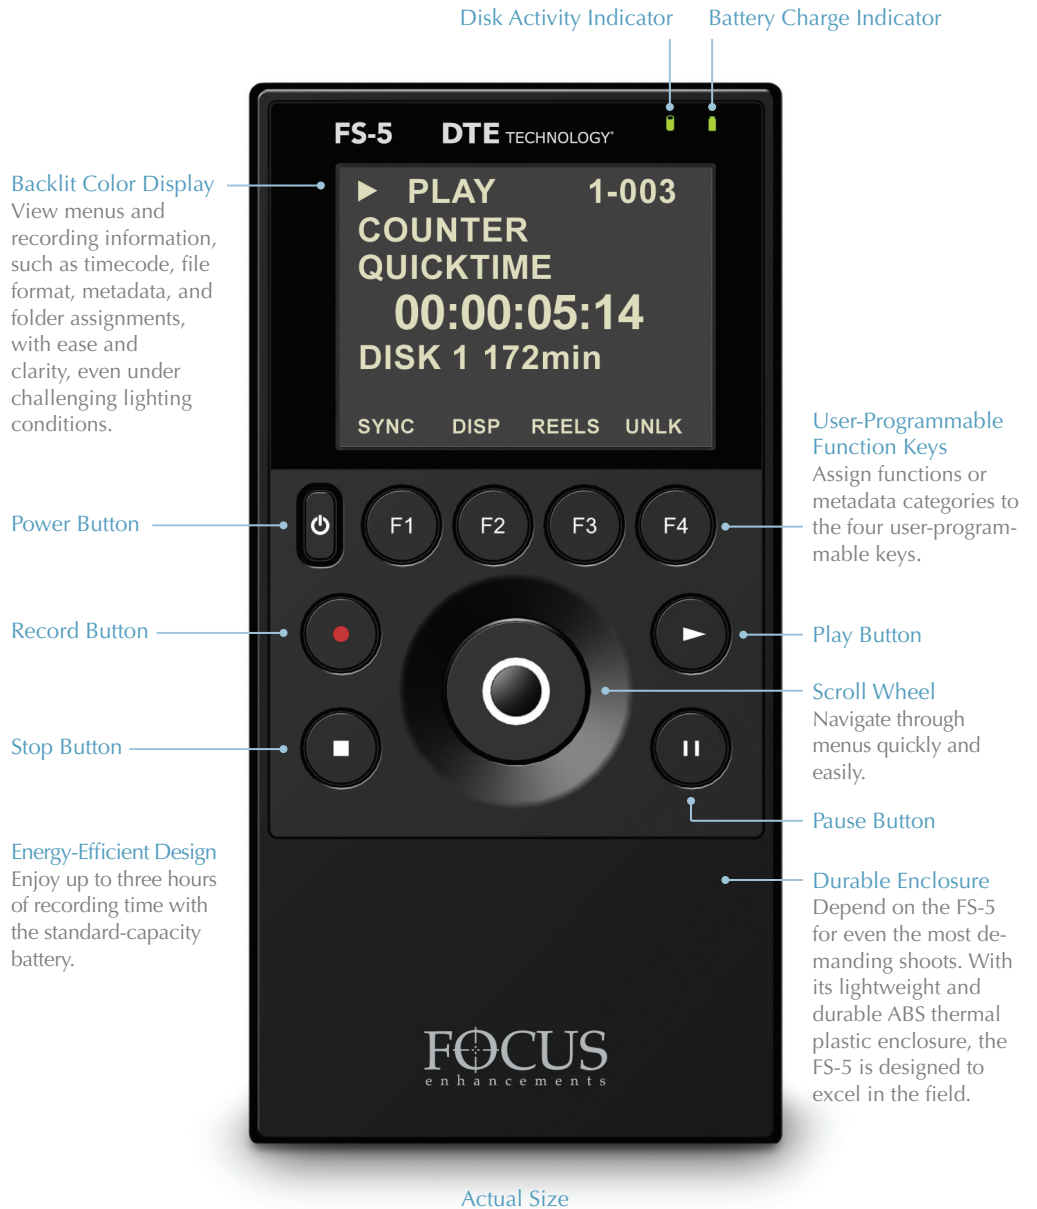 Disk Activity Indicator
Battery Charge Indicator
FS-5
DTE TECHNOLOGY®
Backlit Color Display
View menus and
recording information,
such as timecode, file
format, metadata, and
folder assignments,
with ease and
clarity, even under
challenging lighting
conditions.
PLAY 1-003
COUNTER
QUICKTIME
00:00:05:14
DISK 1 172min
SYNC DISP REELS UNLK
User-Programmable
Function Keys
Assign functions or
metadata categories to
the four user-program-
mable keys.
Power Button
F1 F2 F3 F4
Record Button
Play Button
Scroll Wheel
Navigate through
menus quickly and
easily.
Stop Button
Pause Button
Energy-Efficient Design
Enjoy up to three hours
of recording time with
the standard-capacity
battery.
Durable Enclosure
Depend on the FS-5
for even the most de-
manding shoots. With
its lightweight and
durable ABS thermal
plastic enclosure, the
FS-5 is designed to
excel in the field.
FOCUS
enhancements
Actual Size